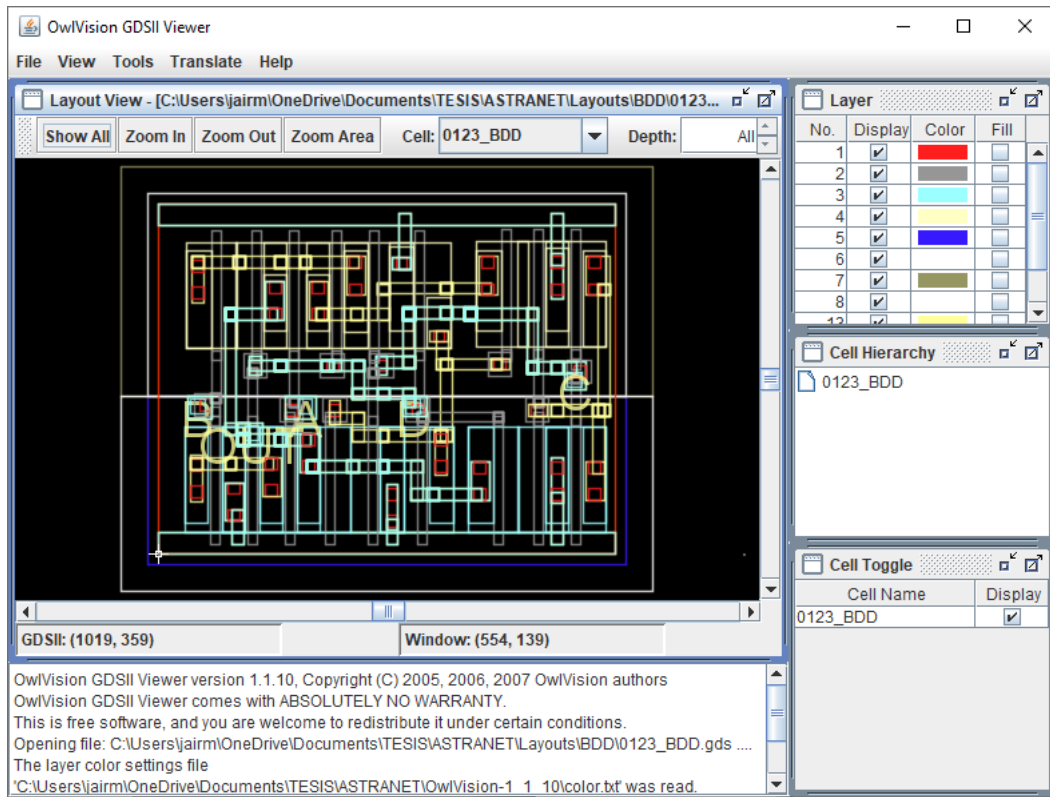 OwlVision GDSII Viewer
File View Tools Translate Help
Layout View - [C:\Users\jairm\OneDrive\Documents\TESIS\ASTRANET\Layouts\BDD\0123...
Show All Zoom In Zoom Out Zoom Area Cell: 0123_BDD Depth: All
B A D C
OUT
GDSII: (1019, 359) Window: (554, 139)
OwlVision GDSII Viewer version 1.1.10, Copyright (C) 2005, 2006, 2007 OwlVision authors
OwlVision GDSII Viewer comes with ABSOLUTELY NO WARRANTY.
This is free software, and you are welcome to redistribute it under certain conditions.
Opening file: C:\Users\jairm\OneDrive\Documents\TESIS\ASTRANET\Layouts\BDD\0123_BDD.gds ....
The layer color settings file
'C:\Users\jairm\OneDrive\Documents\TESIS\ASTRANET\OwlVision-1_1_10\color.txt' was read.
Layer
No. Display Color Fill
1
2
3
4
5
6
7
8
13
Cell Hierarchy
0123_BDD
Cell Toggle
Cell Name Display
0123_BDD